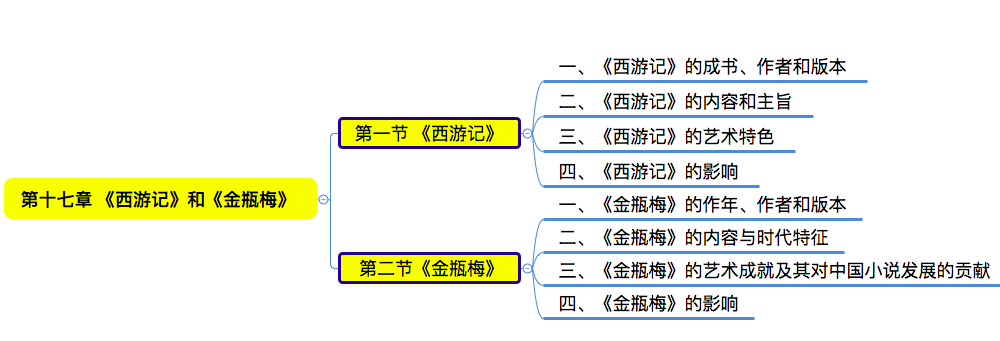 第十七章 《西游记》和《金瓶梅》
第一节 《西游记》
一、《西游记》的成书、作者和版本
二、《西游记》的内容和主旨
三、《西游记》的艺术特色
四、《西游记》的影响
第二节《金瓶梅》
一、《金瓶梅》的作年、作者和版本
二、《金瓶梅》的内容与时代特征
三、《金瓶梅》的艺术成就及其对中国小说发展的贡献
四、《金瓶梅》的影响